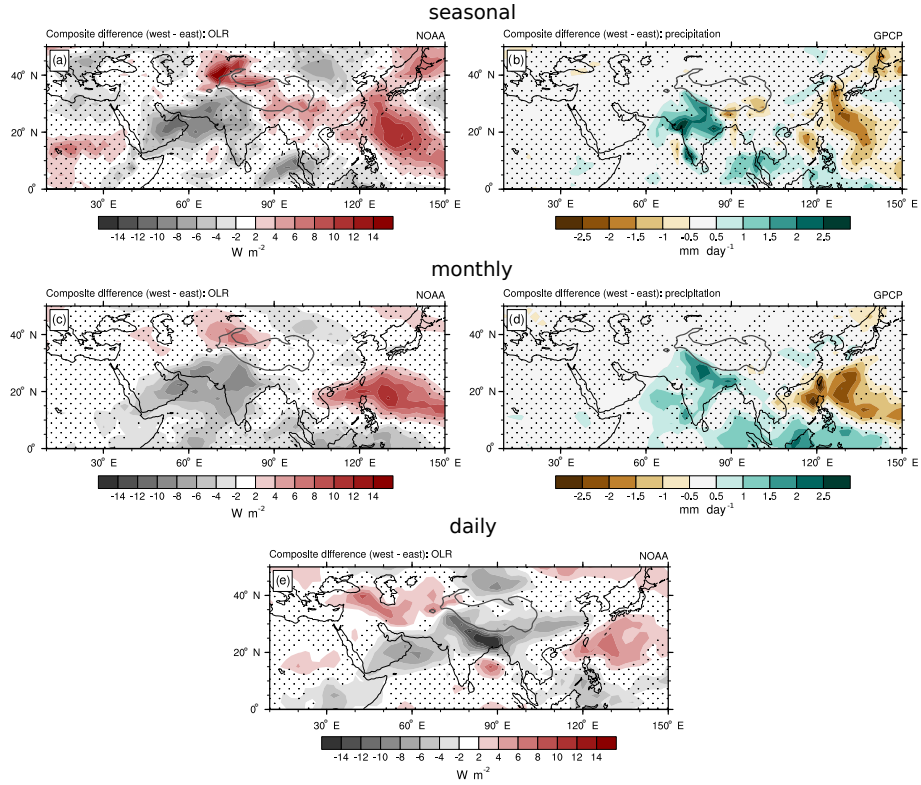 seasonal
Composite difference (west - east): OLR NOAA
(a)
40° N
20° N
0°
30° E 60° E 90° E 120° E 150° E
-14 -12 -10 -8 -6 -4 -2 2 4 6 8 10 12 14
W m⁻²
Composite difference (west - east): precipitation GPCP
(b)
40° N
20° N
0°
30° E 60° E 90° E 120° E 150° E
-2.5 -2 -1.5 -1 -0.5 0.5 1 1.5 2 2.5
mm day⁻¹
monthly
Composite difference (west - east): OLR NOAA
(c)
40° N
20° N
0°
30° E 60° E 90° E 120° E 150° E
-14 -12 -10 -8 -6 -4 -2 2 4 6 8 10 12 14
W m⁻²
Composite difference (west - east): precipitation GPCP
(d)
40° N
20° N
0°
30° E 60° E 90° E 120° E 150° E
-2.5 -2 -1.5 -1 -0.5 0.5 1 1.5 2 2.5
mm day⁻¹
daily
Composite difference (west - east): OLR NOAA
(e)
40° N
20° N
0°
30° E 60° E 90° E 120° E 150° E
-14 -12 -10 -8 -6 -4 -2 2 4 6 8 10 12 14
W m⁻²